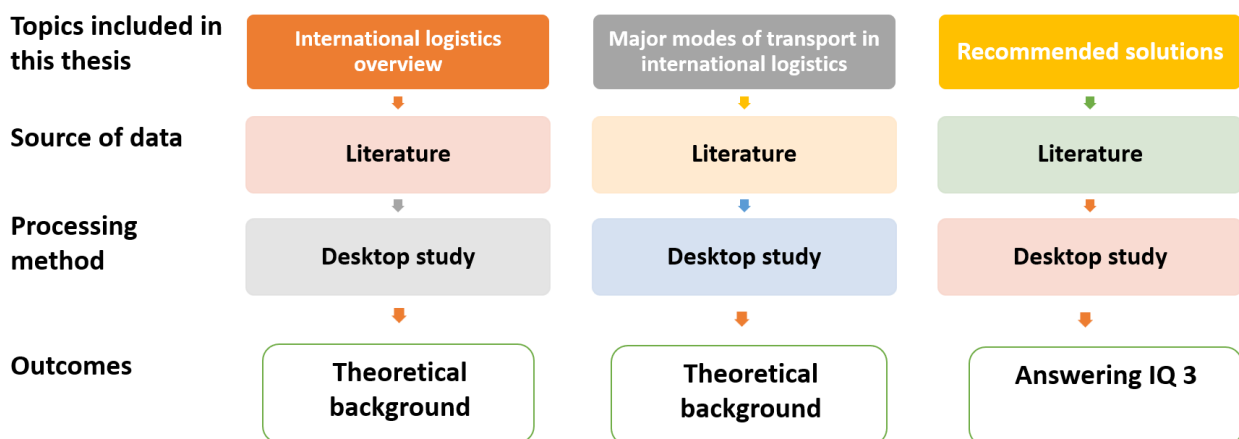 Topics included in
this thesis
International logistics
overview
Major modes of transport in
international logistics
Recommended solutions
Source of data
Literature
Literature
Literature
Processing
method
Desktop study
Desktop study
Desktop study
Outcomes
Theoretical
background
Theoretical
background
Answering IQ 3